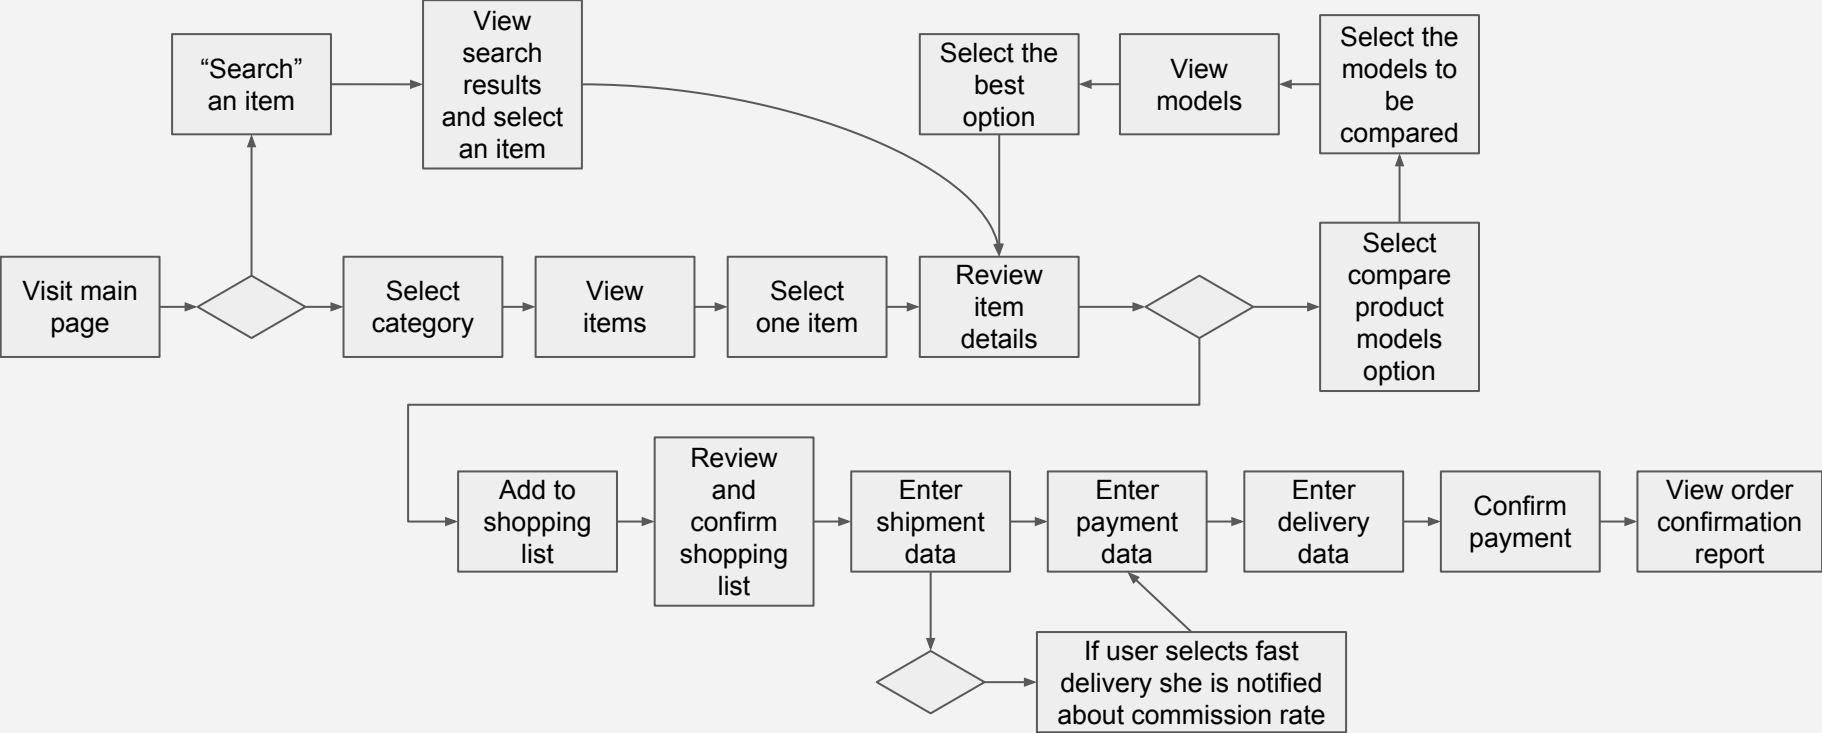 “Search”
an item
View
search
results
and select
an item
Select the
best
option
View
models
Select the
models to
be
compared
Visit main
page
Select
category
View
items
Select
one item
Review
item
details
Select
compare
product
models
option
Add to
shopping
list
Review
and
confirm
shopping
list
Enter
shipment
data
Enter
payment
data
Enter
delivery
data
Confirm
payment
View order
confirmation
report
If user selects fast
delivery she is notified
about commission rate